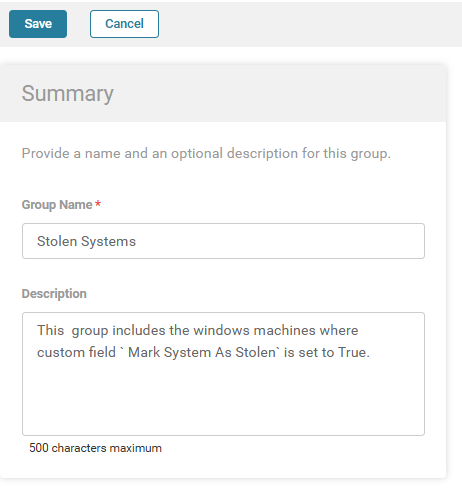 Save Cancel
Summary
Provide a name and an optional description for this group.
Group Name *
Stolen Systems
Description
This  group includes the windows machines where
custom field ` Mark System As Stolen` is set to True.
500 characters maximum